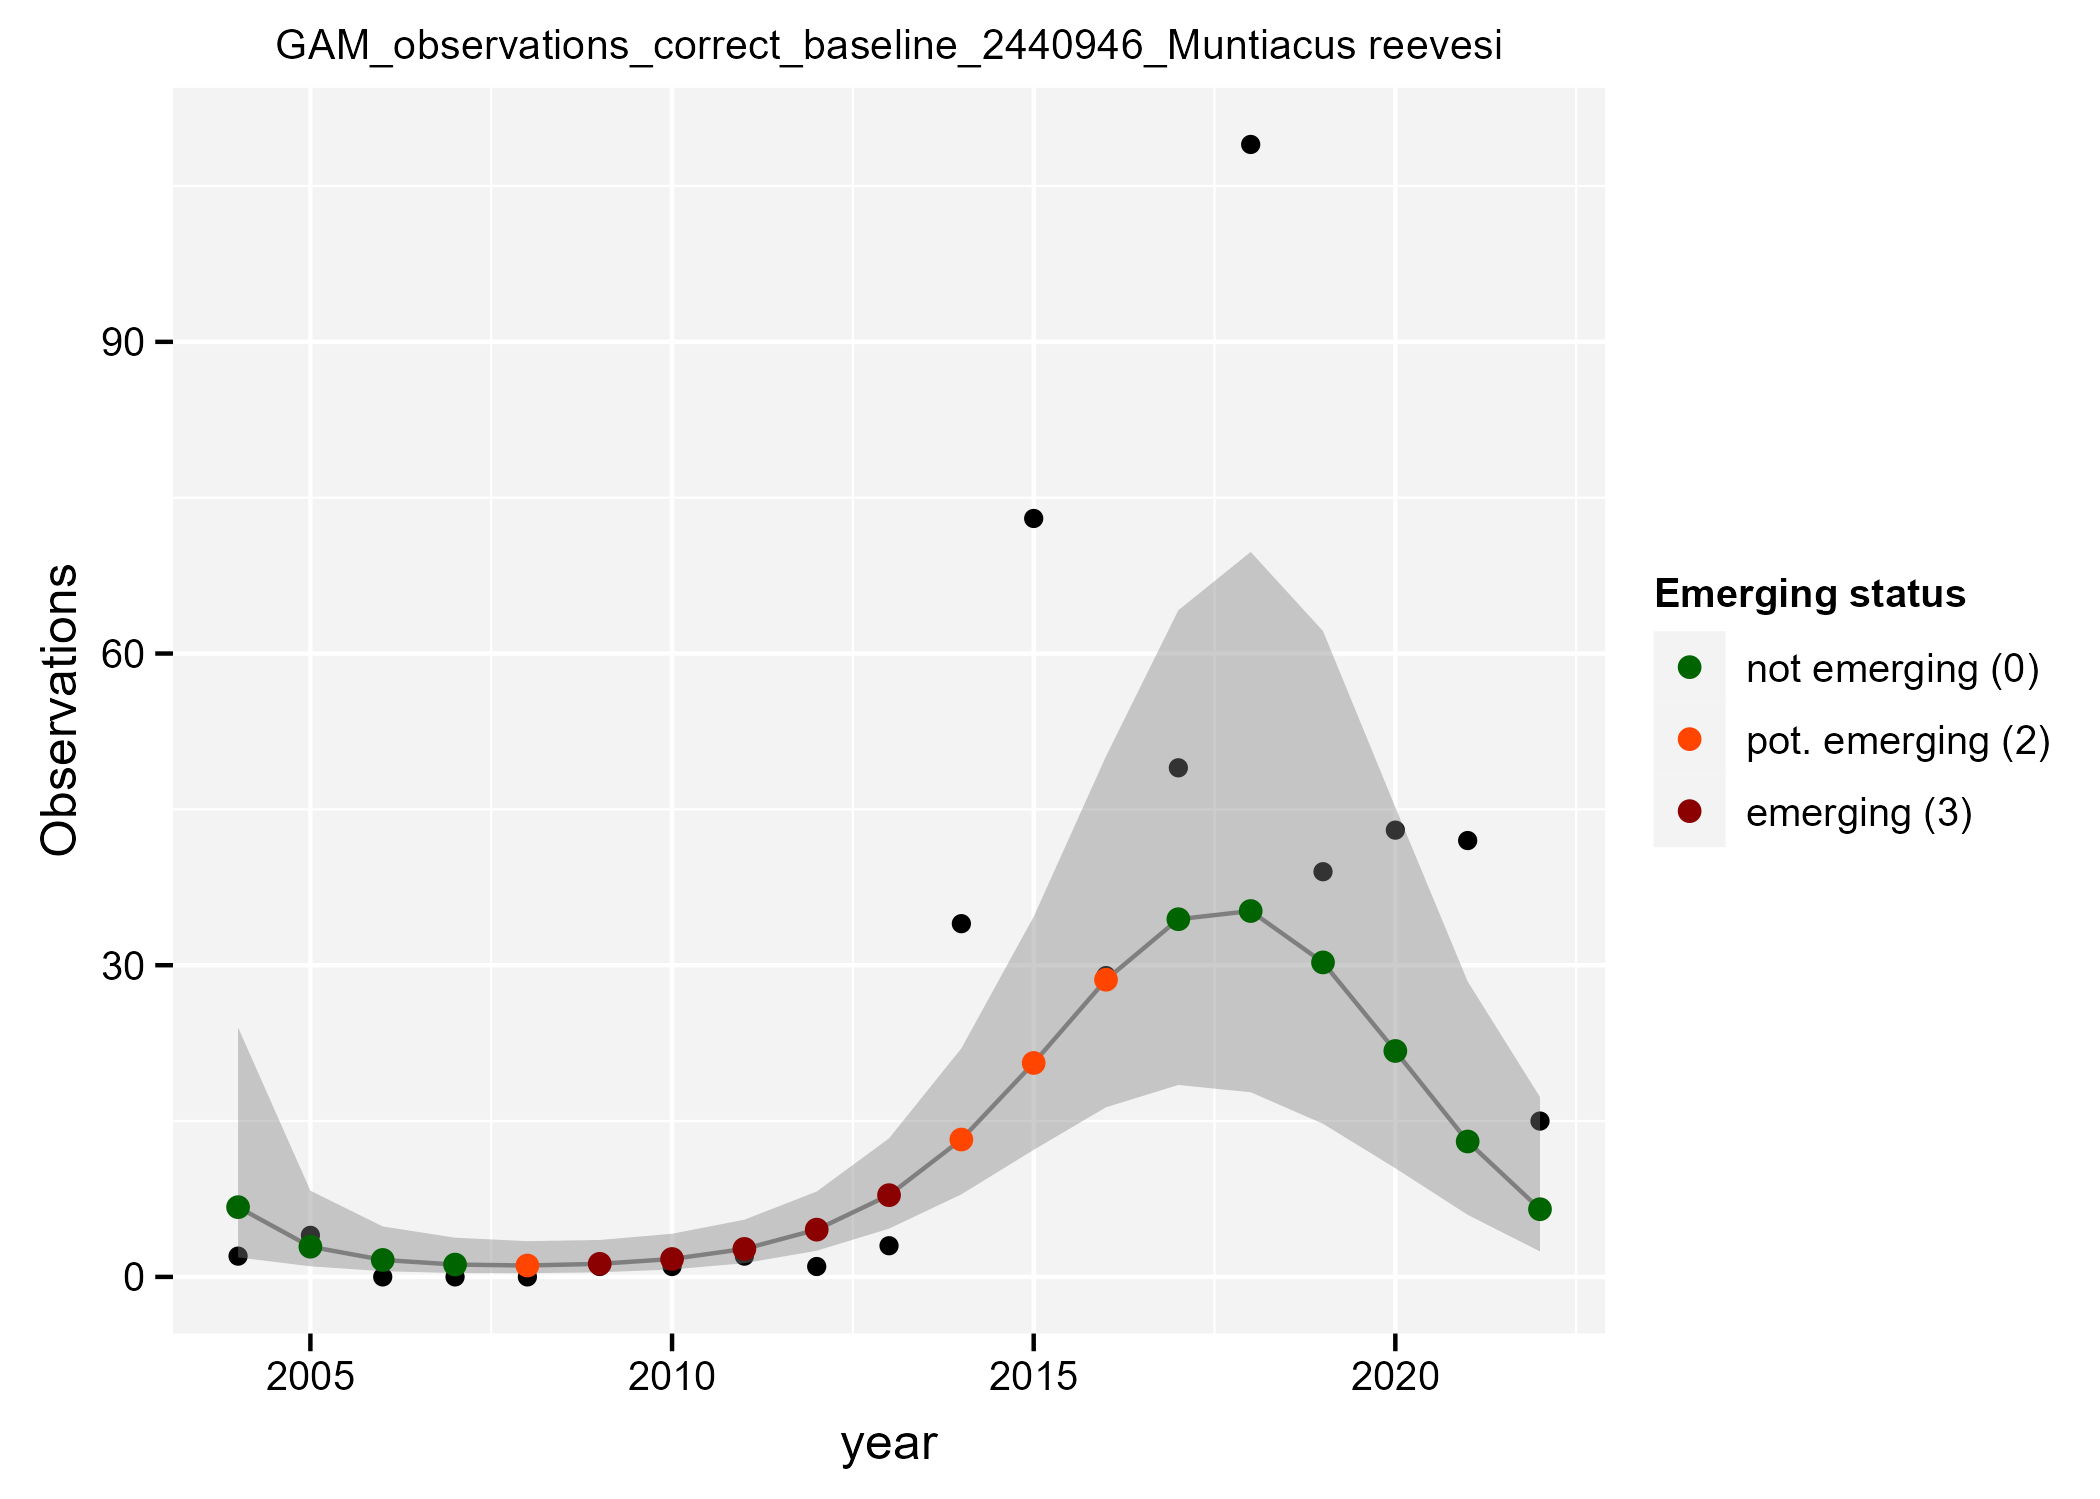 GAM_observations_correct_baseline_2440946_Muntiacus reevesi
Observations
90
60
30
0
2005 2010 2015 2020
year
Emerging status
not emerging (0)
pot. emerging (2)
emerging (3)